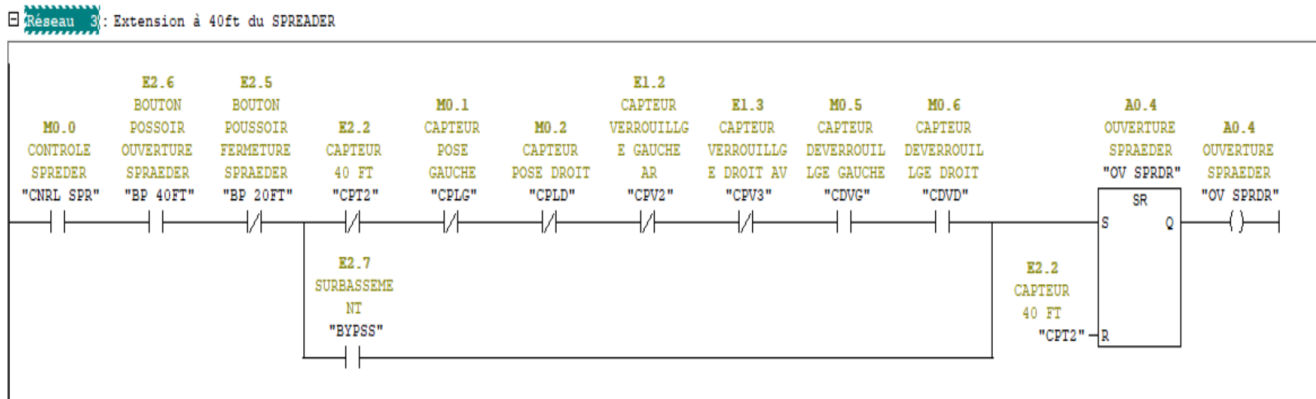 Réseau 3 : Extension à 40ft du SPREADER
E2.6 E2.5 E1.2
BOUTON BOUTON M0.1 CAPTEUR E1.3 M0.5 M0.6 A0.4
M0.0 POSSOIR POUSSOIR E2.2 CAPTEUR M0.2 VERROUILLG CAPTEUR CAPTEUR CAPTEUR OUVERTURE A0.4
CONTROLE OUVERTURE FERMETURE CAPTEUR POSE CAPTEUR E GAUCHE VERROUILLG DEVERROUIL DEVERROUIL SPRAEDER OUVERTURE
SPREDER SPRAEDER SPRAEDER 40 FT GAUCHE POSE DROIT AR E DROIT AV LGE GAUCHE LGE DROIT "OV SPRDR" SPRAEDER
"CNRL SPR" "BP 40FT" "BP 20FT" "CPT2" "CPLG" "CPLD" "CPV2" "CPV3" "CDVG" "CDVD" SR "OV SPRDR"
S Q
E2.7
SURBASSEME
NT
"BYPSS"
E2.2
CAPTEUR
40 FT
"CPT2" R